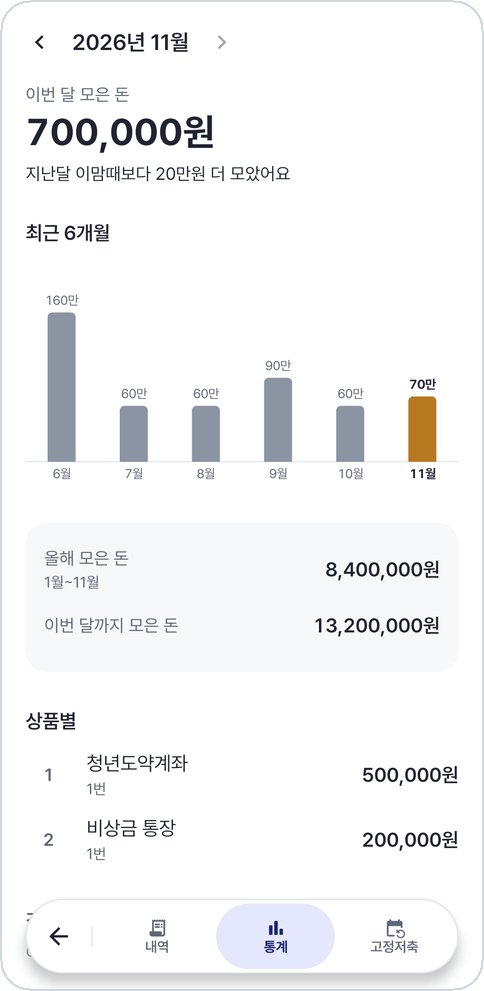 2026년 11월
이번 달 모은 돈
700,000원
지난달 이맘때보다 20만원 더 모았어요
최근 6개월
160만
60만
60만
90만
60만
70만
6월
7월
8월
9월
10월
11월
올해 모은 돈
1월~11월
8,400,000원
이번 달까지 모은 돈
13,200,000원
상품별
1
청년도약계좌
1번
500,000원
2
비상금 통장
1번
200,000원
내역
통계
고정저축